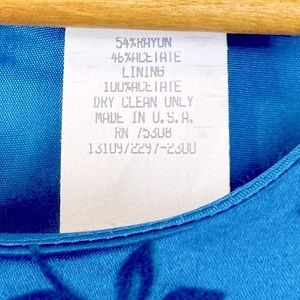 54%RAYON
46%ACETATE
LINING
100%ACETATE
DRY CLEAN ONLY
MADE IN U.S.A.
RN 75308
13109/2297-2300